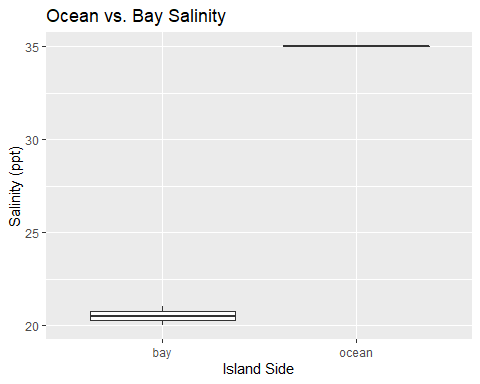 Ocean vs. Bay Salinity
Salinity (ppt)
35
30
25
20
bay ocean
Island Side